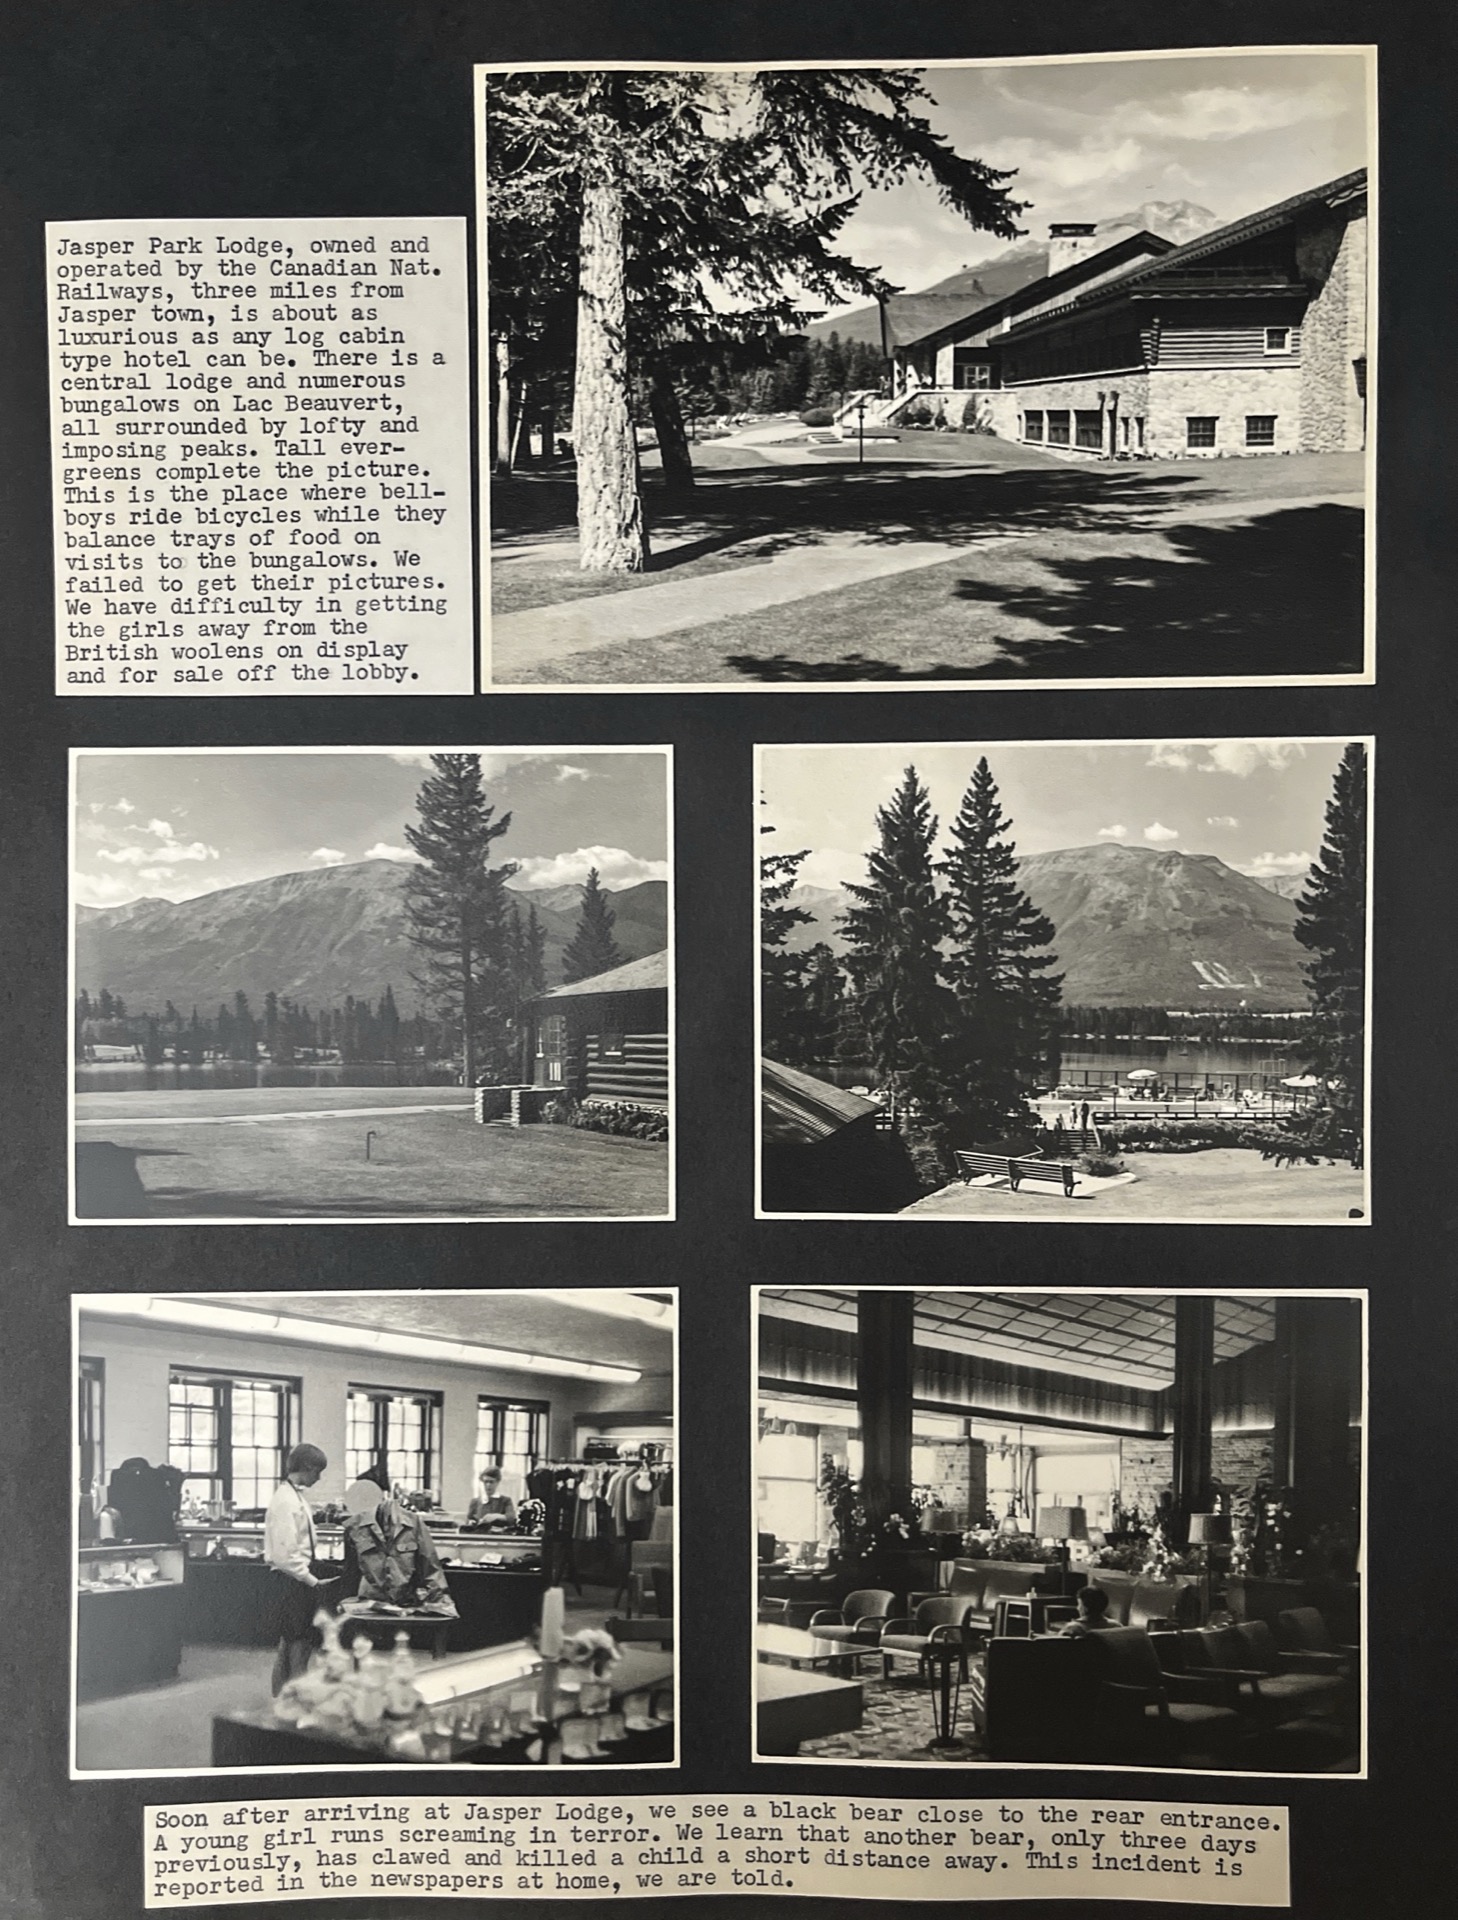 Jasper Park Lodge, owned and
operated by the Canadian Nat.
Railways, three miles from
Jasper town, is about as
luxurious as any log cabin
type hotel can be. There is a
central lodge and numerous
bungalows on Lac Beauvert,
all surrounded by lofty and
imposing peaks. Tall ever-
greens complete the picture.
This is the place where bell-
boys ride bicycles while they
balance trays of food on
visits to the bungalows. We
failed to get their pictures.
We have difficulty in getting
the girls away from the
British woolens on display
and for sale off the lobby.
Soon after arriving at Jasper Lodge, we see a black bear close to the rear entrance.
A young girl runs screaming in terror. We learn that another bear, only three days
previously, has clawed and killed a child a short distance away. This incident is
reported in the newspapers at home, we are told.